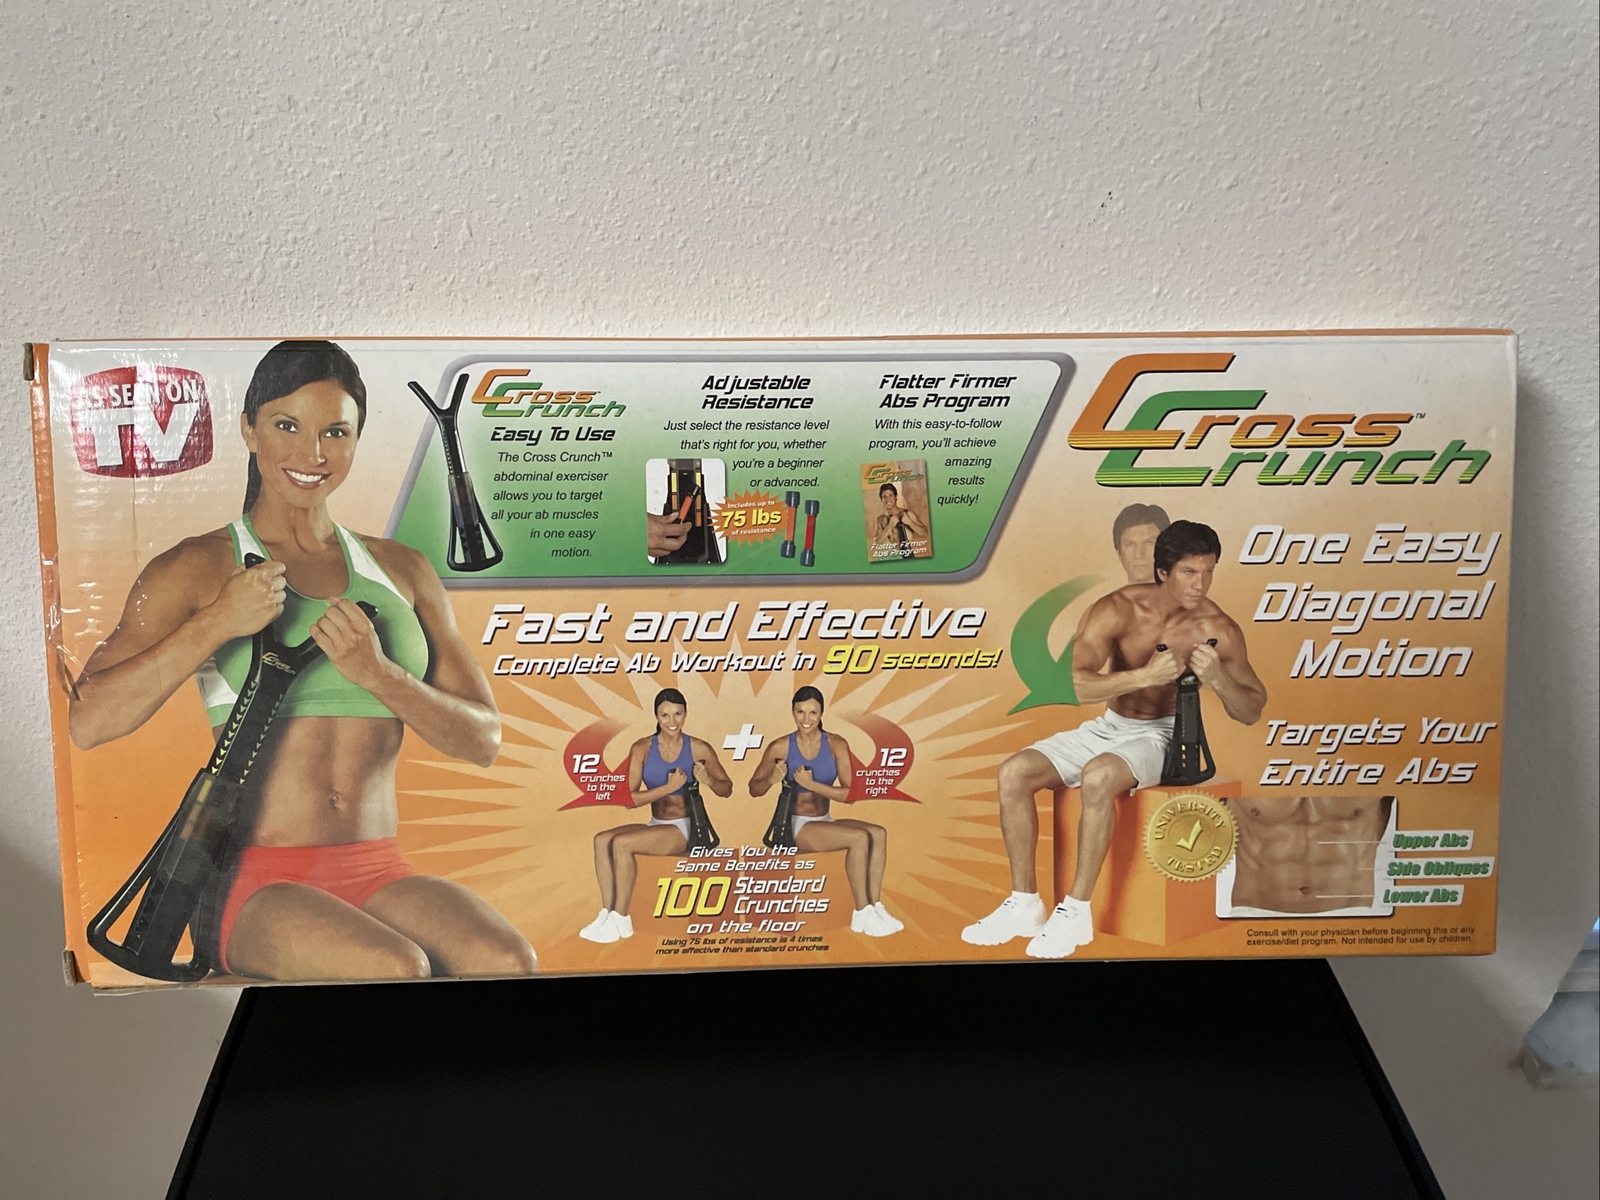 AS SEEN ON
TV
Cross
Crunch
Cross™
Crunch
Easy To Use
The Cross Crunch™
abdominal exerciser
allows you to target
all your ab muscles
in one easy
motion.
Adjustable
Resistance
Just select the resistance level
that's right for you, whether
you're a beginner
or advanced.
Includes up to
75 lbs
of resistance
Flatter Firmer
Abs Program
With this easy-to-follow
program, you'll achieve
amazing
results
quickly!
Cross
Crunch
Flatter Firmer
Abs Program
Fast and Effective
Complete Ab Workout in 90 seconds!
12
crunches
to the
left
+
12
crunches
to the
right
Gives You the
Same Benefits as
100 Standard
Crunches
on the floor
Using 75 lbs of resistance is 4 times
more effective than standard crunches
Cross™
Crunch
One Easy
Diagonal
Motion
Targets Your
Entire Abs
UNIVERSITY
TESTED
Upper Abs
Side Obliques
Lower Abs
Consult with your physician before beginning this or any
exercise/diet program. Not intended for use by children.